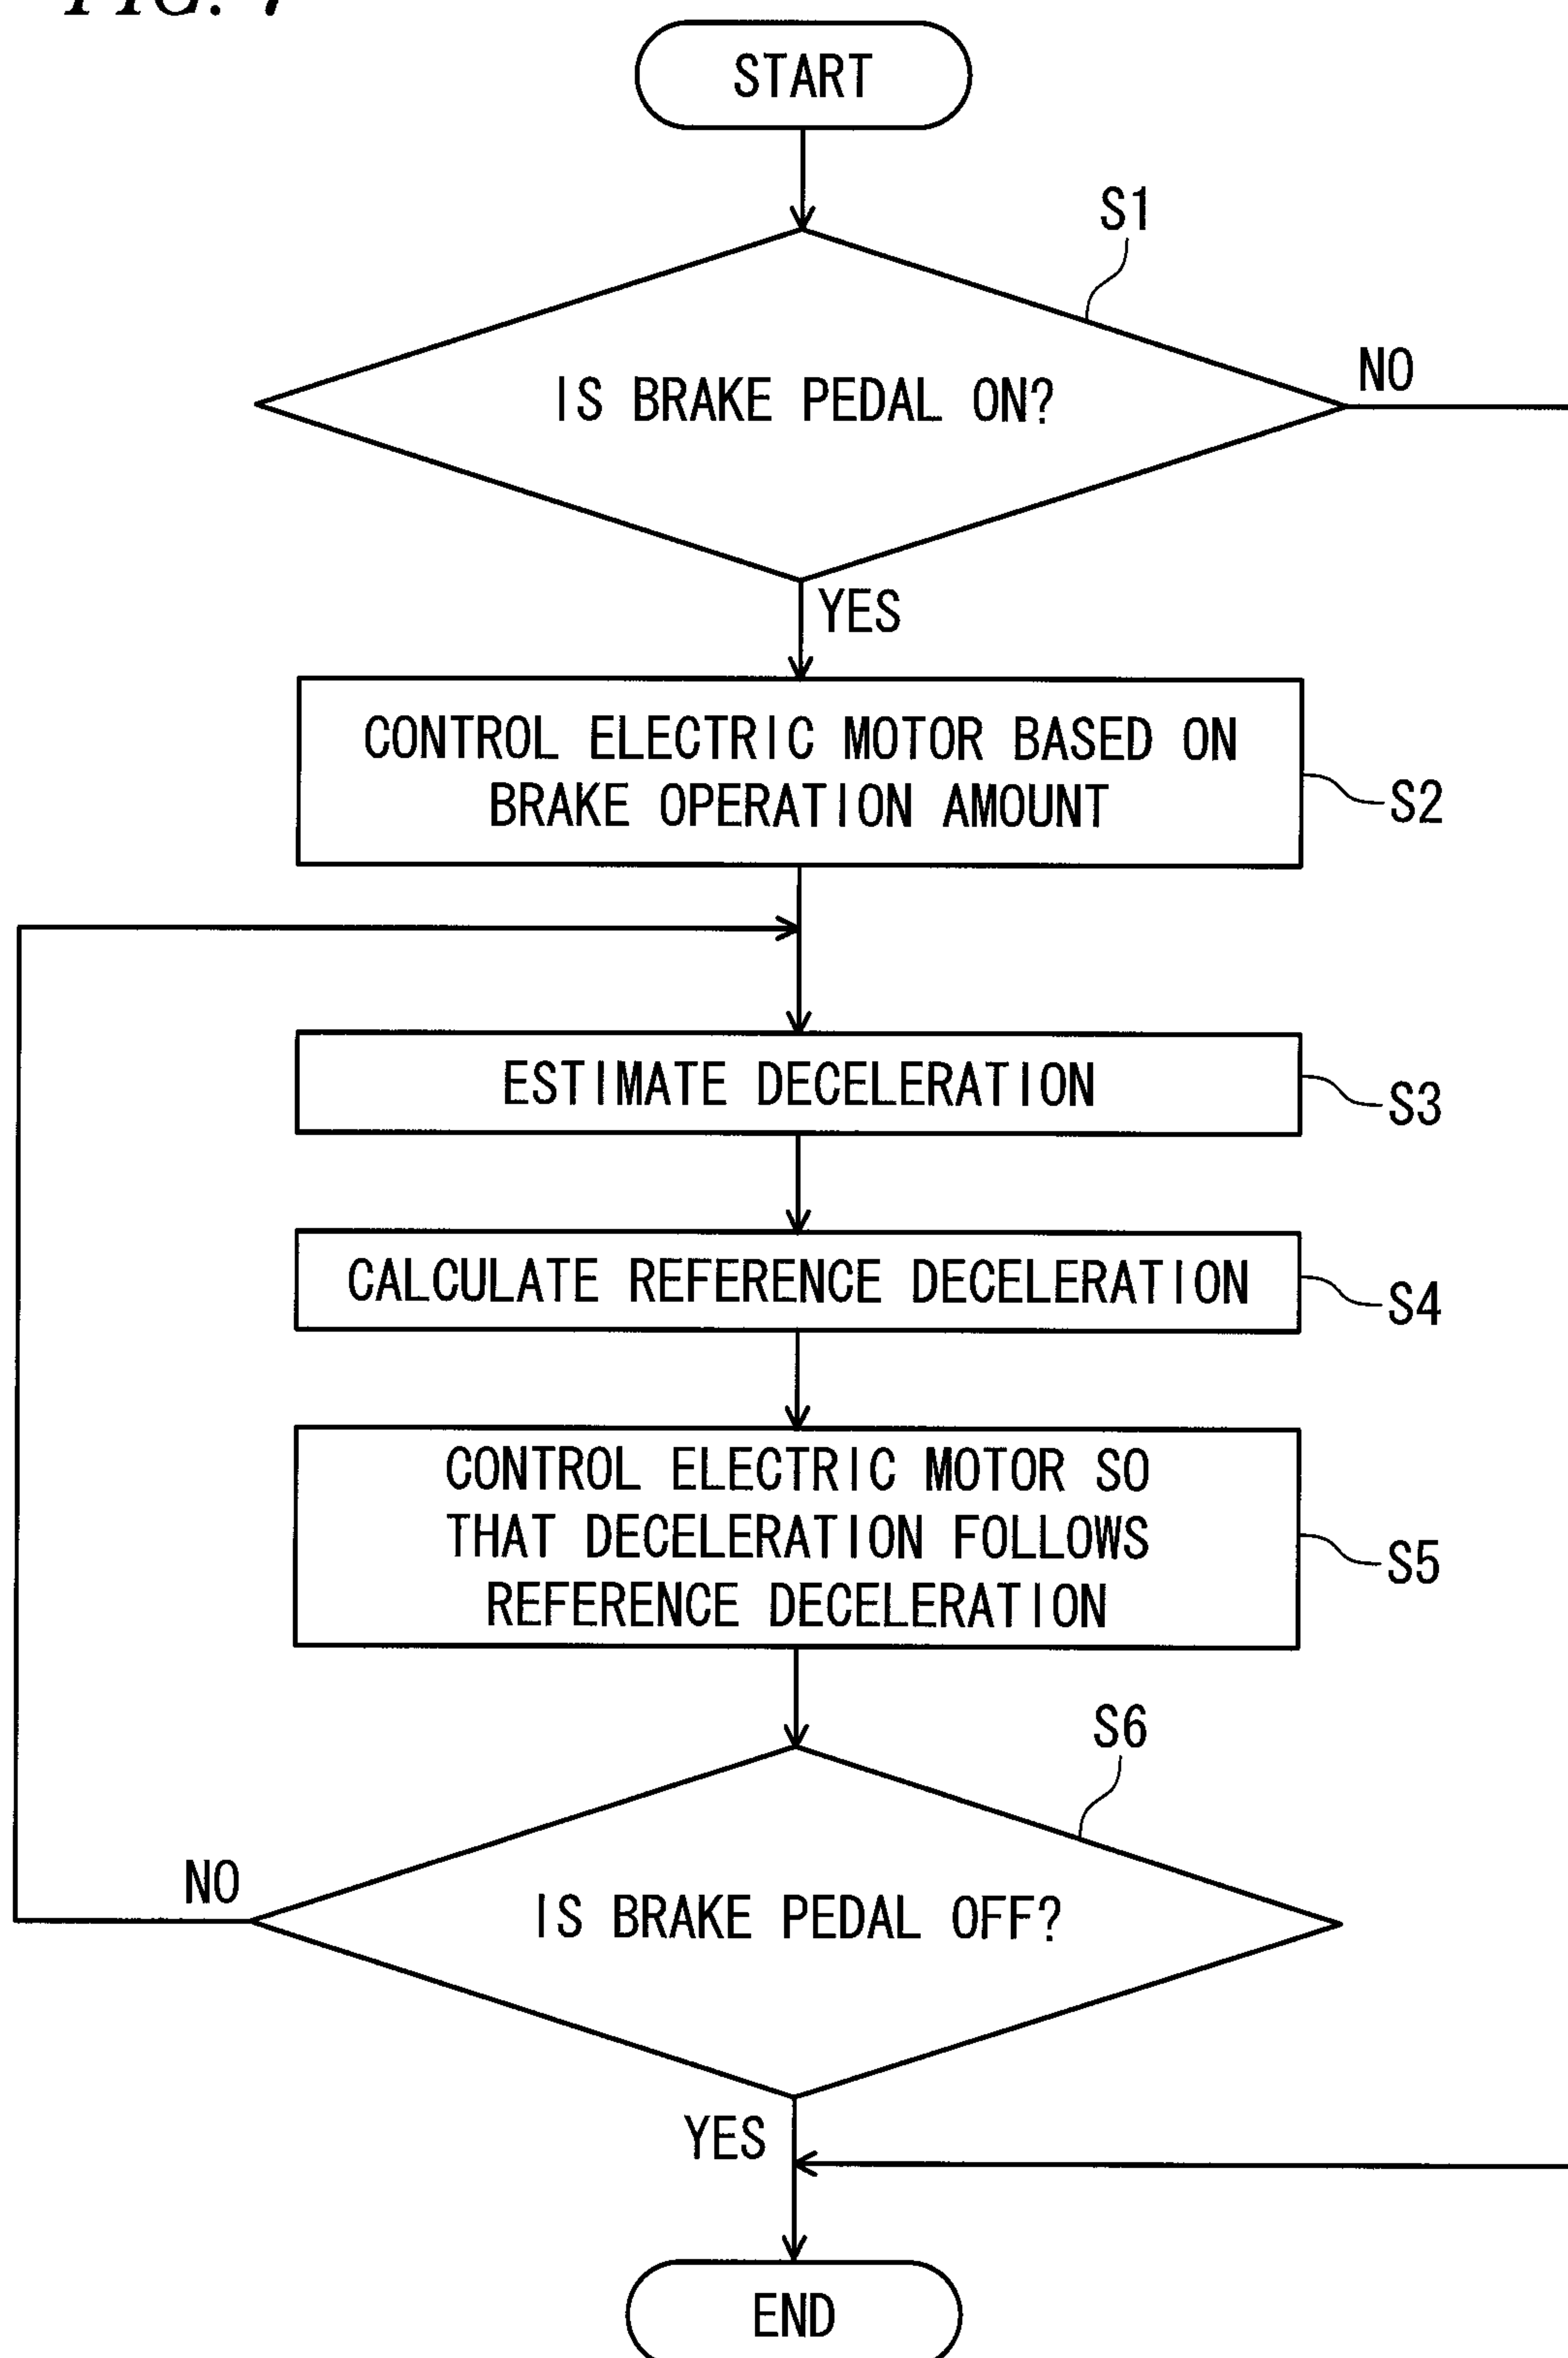 FIG.
START
S1
IS BRAKE PEDAL ON?
NO
YES
CONTROL ELECTRIC MOTOR BASED ON
BRAKE OPERATION AMOUNT
S2
ESTIMATE DECELERATION
S3
CALCULATE REFERENCE DECELERATION
S4
CONTROL ELECTRIC MOTOR SO
THAT DECELERATION FOLLOWS
REFERENCE DECELERATION
S5
S6
NO
IS BRAKE PEDAL OFF?
YES
END